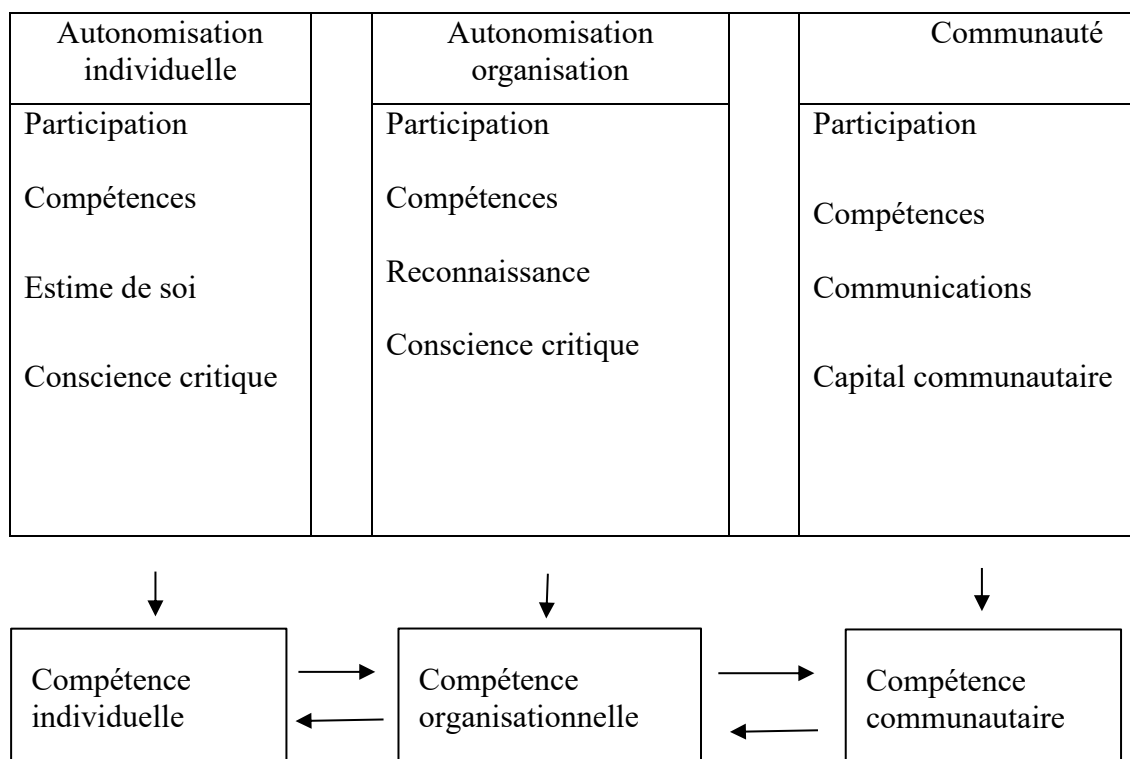 Autonomisation
individuelle
Autonomisation
organisation
Communauté
Participation
Compétences
Estime de soi
Conscience critique
Participation
Compétences
Reconnaissance
Conscience critique
Participation
Compétences
Communications
Capital communautaire
Compétence
individuelle
Compétence
organisationnelle
Compétence
communautaire